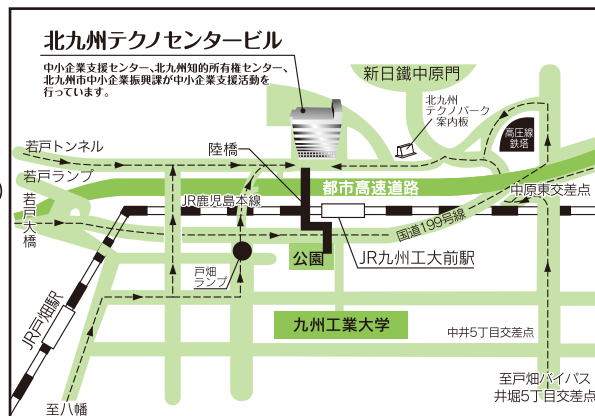 北九州テクノセンタービル
中小企業支援センター、北九州知的所有権センター、
北九州市中小企業振興課が中小企業支援活動を
行っています。
新日鐵中原門
北九州
テクノパーク
案内板
高圧線
鉄塔
若戸トンネル
陸橋
若戸ランプ
都市高速道路
中原東交差点
若戸大橋
JR鹿児島本線
国道199号線
戸畑
ランプ
公園
JR九州工大前駅
JR戸畑駅
九州工業大学
中井5丁目交差点
至戸畑バイパス
井堀5丁目交差点
至八幡